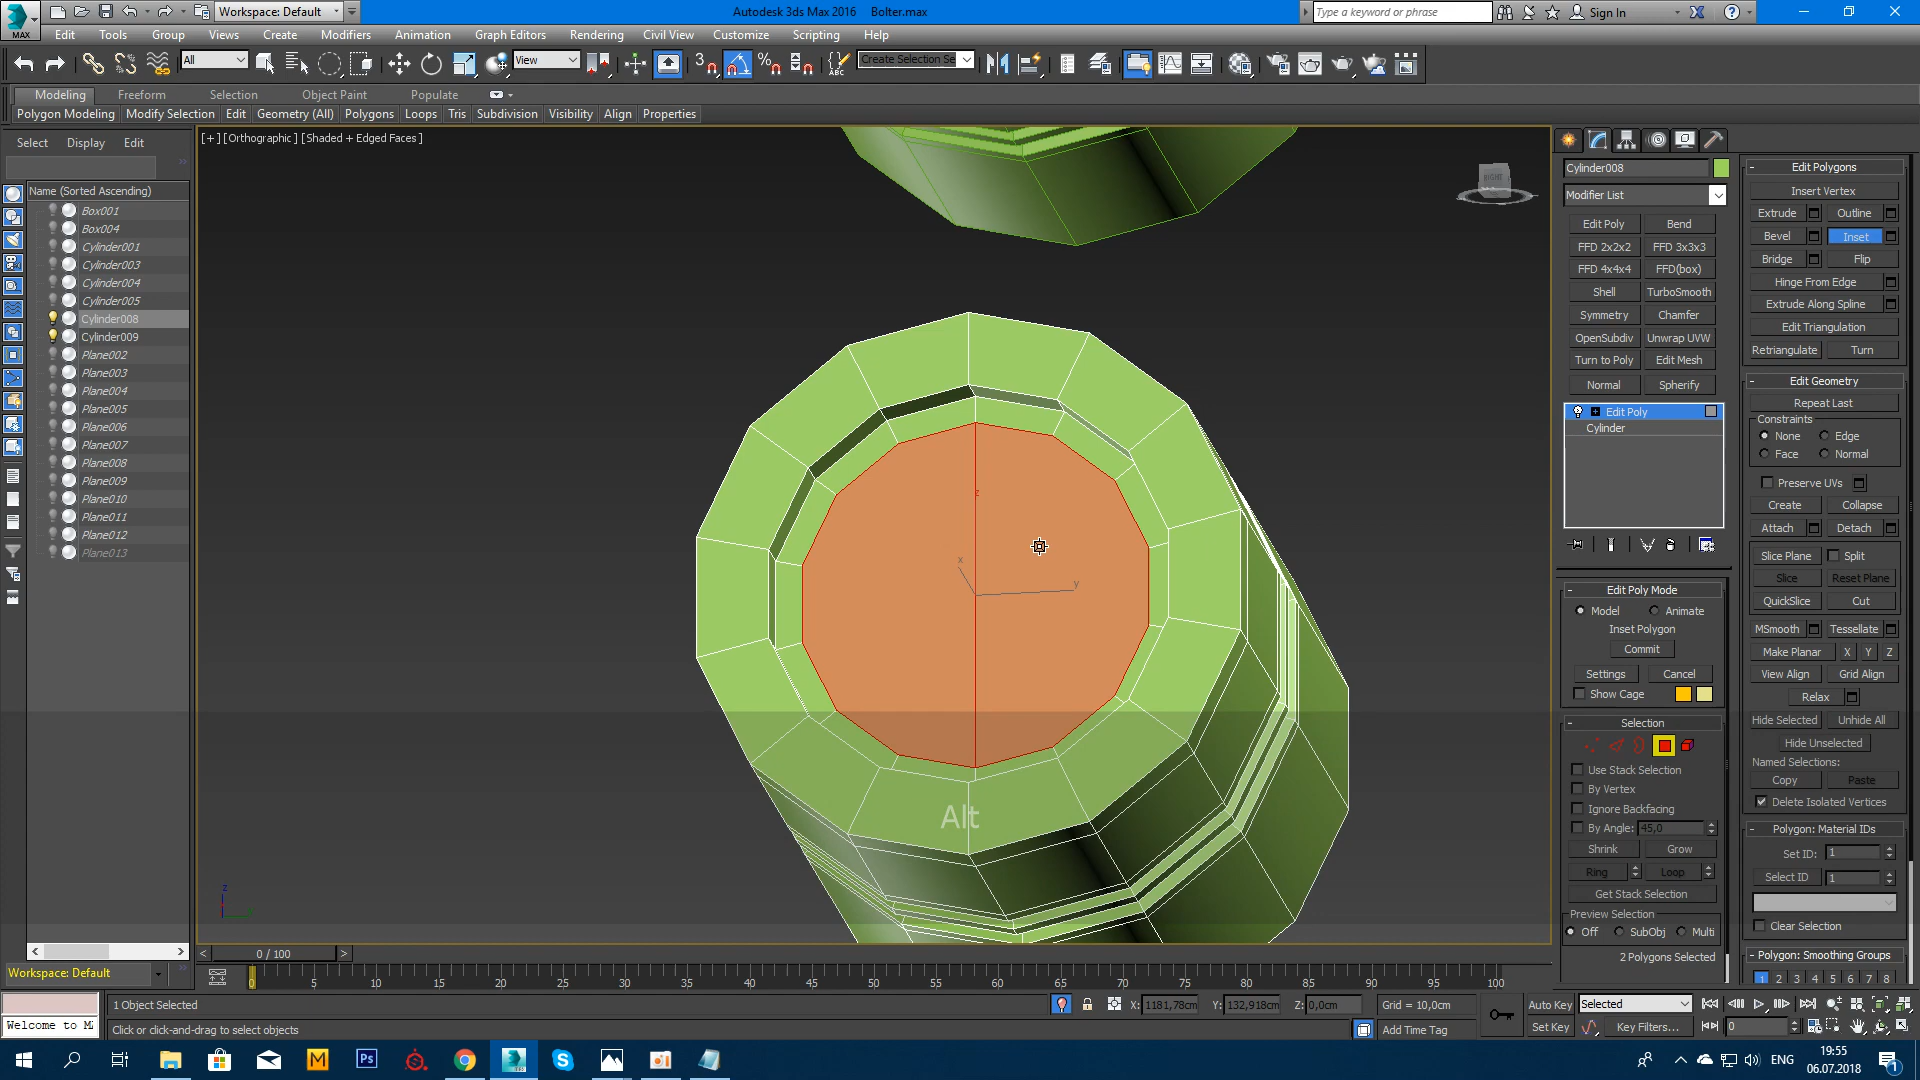 MAX
Workspace: Default
Autodesk 3ds Max 2016 Bolter.max
Type a keyword or phrase
Sign In
Edit Tools Group Views Create Modifiers Animation Graph Editors Rendering Civil View Customize Scripting Help
All
View
3
ABC
Create Selection Se
Modeling Freeform Selection Object Paint Populate
Polygon Modeling Modify Selection Edit Geometry (All) Polygons Loops Tris Subdivision Visibility Align Properties
Select Display Edit
Name (Sorted Ascending)
Box001
Box004
Cylinder001
Cylinder003
Cylinder004
Cylinder005
Cylinder008
Cylinder009
Plane002
Plane003
Plane004
Plane005
Plane006
Plane007
Plane008
Plane009
Plane010
Plane011
Plane012
Plane013
Workspace: Default
[+] [Orthographic] [Shaded + Edged Faces]
RIGHT
z
x
y
Alt
z
Cylinder008
Modifier List
Edit Poly Bend
FFD 2x2x2 FFD 3x3x3
FFD 4x4x4 FFD(box)
Shell TurboSmooth
Symmetry Chamfer
OpenSubdiv Unwrap UVW
Turn to Poly Edit Mesh
Normal Spherify
Edit Poly
Cylinder
- Edit Poly Mode
Model Animate
Inset Polygon
Commit
Settings Cancel
Show Cage
- Selection
Use Stack Selection
By Vertex
Ignore Backfacing
By Angle: 45,0
Shrink Grow
Ring Loop
Get Stack Selection
Preview Selection
Off SubObj Multi
2 Polygons Selected
- Edit Polygons
Insert Vertex
Extrude Outline
Bevel Inset
Bridge Flip
Hinge From Edge
Extrude Along Spline
Edit Triangulation
Retriangulate Turn
- Edit Geometry
Repeat Last
Constraints
None Edge
Face Normal
Preserve UVs
Create Collapse
Attach Detach
Slice Plane Split
Slice Reset Plane
QuickSlice Cut
MSmooth Tessellate
Make Planar X Y Z
View Align Grid Align
Relax
Hide Selected Unhide All
Hide Unselected
Named Selections:
Copy Paste
Delete Isolated Vertices
- Polygon: Material IDs
Set ID: 1
Select ID 1
Clear Selection
- Polygon: Smoothing Groups
1 2 3 4 5 6 7 8
< 0 / 100 >
0 5 10 15 20 25 30 35 40 45 50 55 60 65 70 75 80 85 90 95 100
1 Object Selected
X: 1181,78cm Y: 132,918cm Z: 0,0cm Grid = 10,0cm
Auto Key Selected
Welcome to M
Click or click-and-drag to select objects
Add Time Tag
Set Key Key Filters... 0
Ps
ENG
19:55
06.07.2018
1